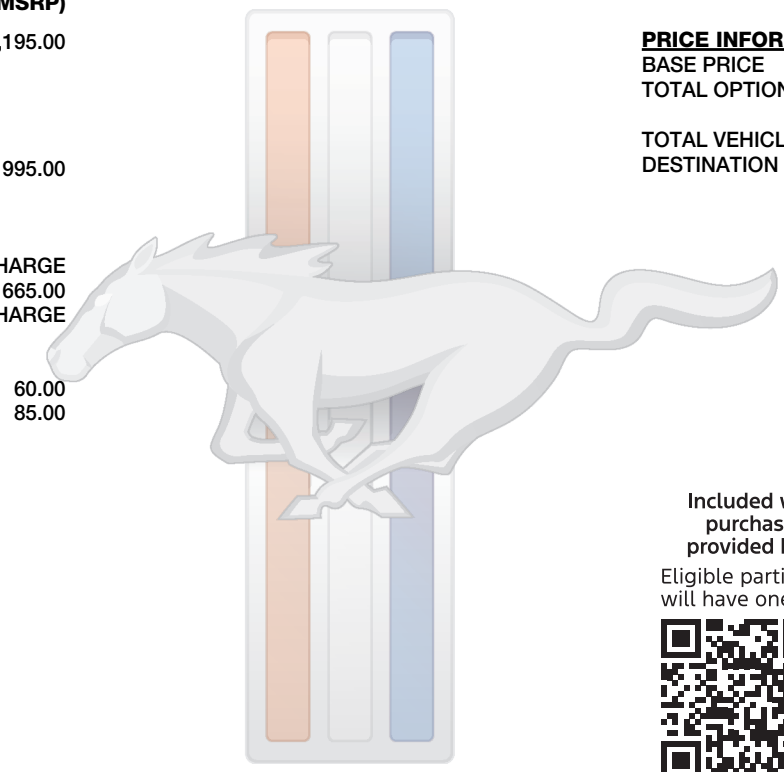 MSRP)
,195.00
995.00
HARGE
665.00
HARGE
60.00
85.00
PRICE INFOR
BASE PRICE
TOTAL OPTION
TOTAL VEHICL
DESTINATION
Included w
purchas
provided b
Eligible parti
will have one